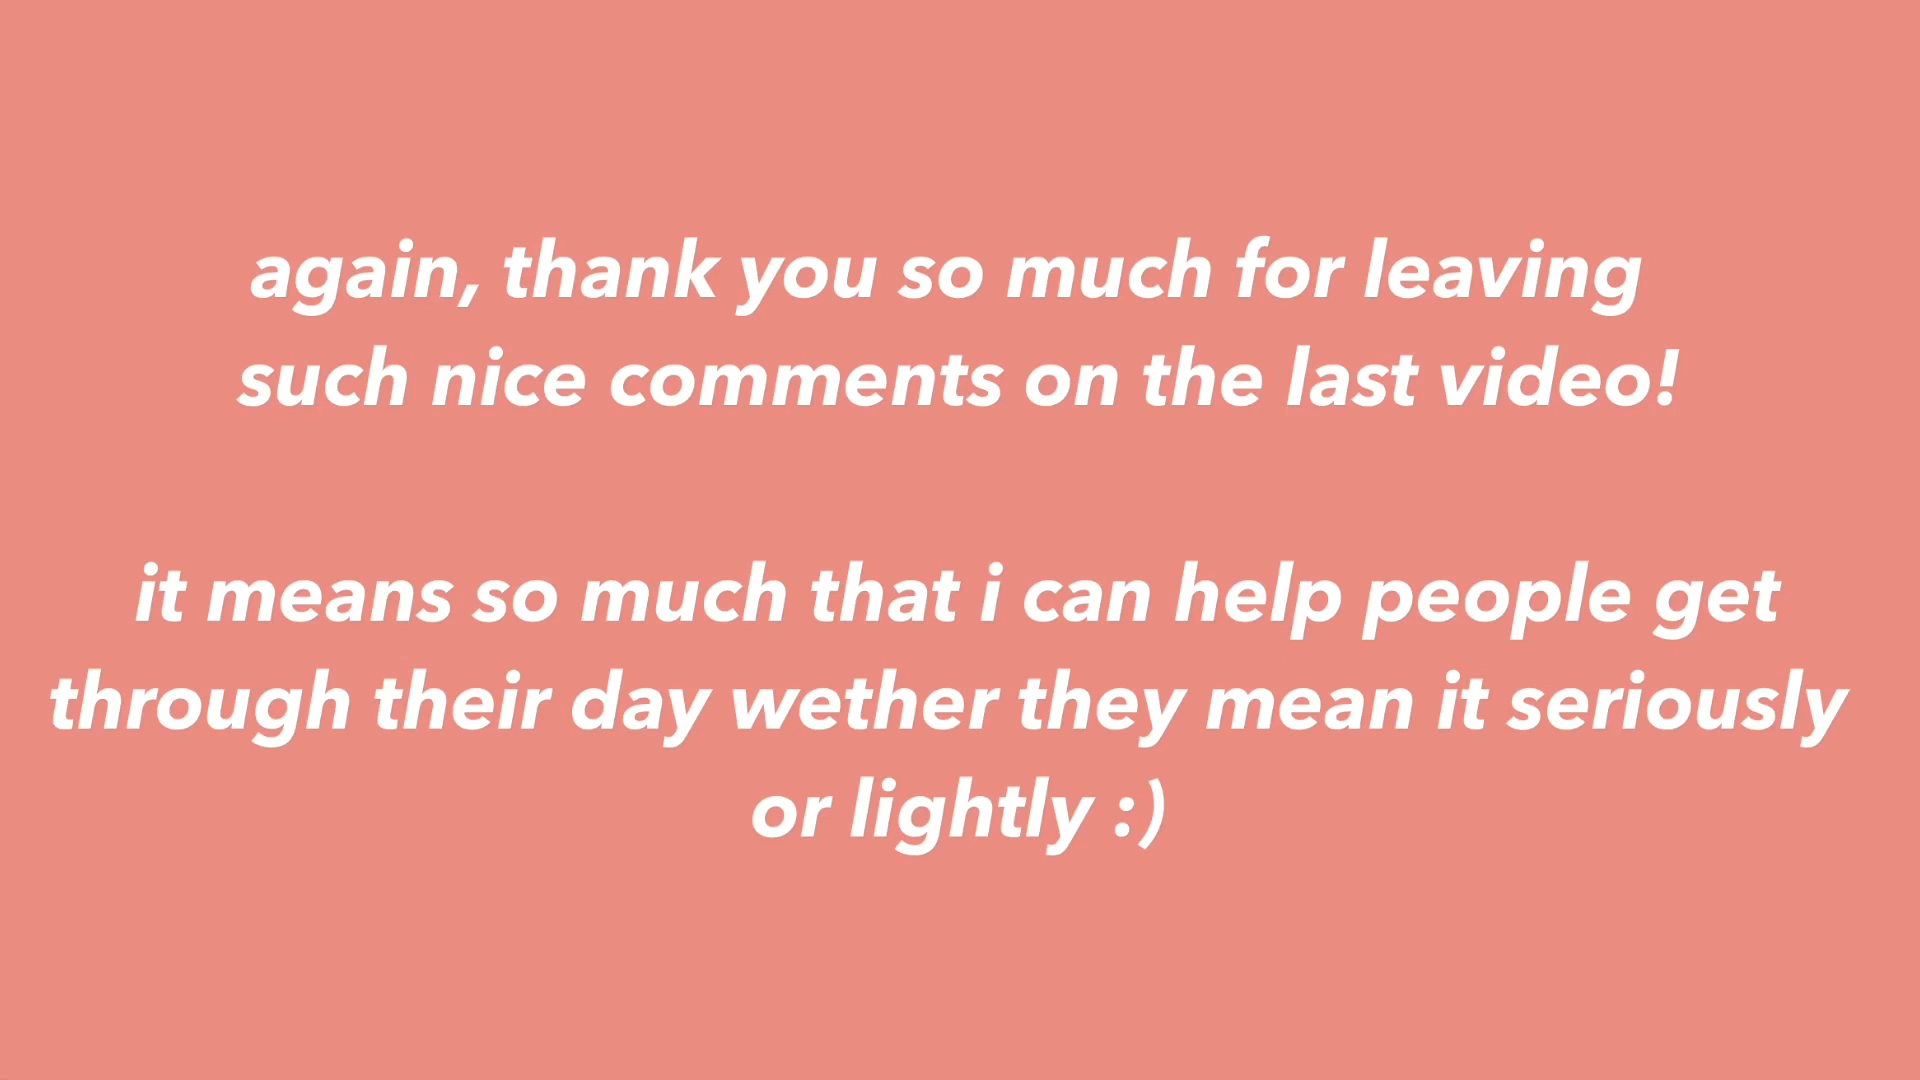 again, thank you so much for leaving
such nice comments on the last video!
it means so much that i can help people get
through their day wether they mean it seriously
or lightly :)